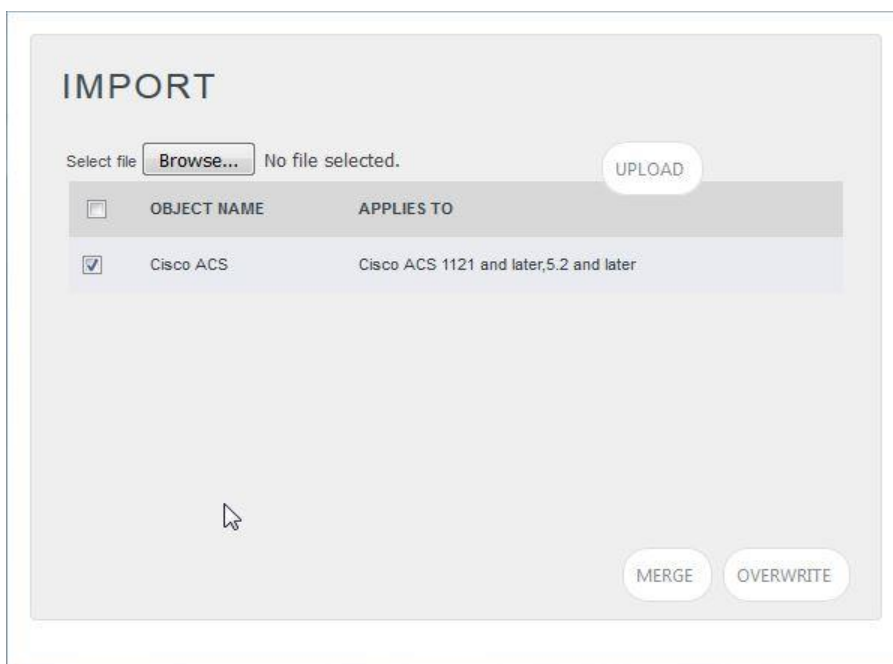 IMPORT
Select file Browse... No file selected. UPLOAD
OBJECT NAME APPLIES TO
Cisco ACS Cisco ACS 1121 and later,5.2 and later
MERGE OVERWRITE